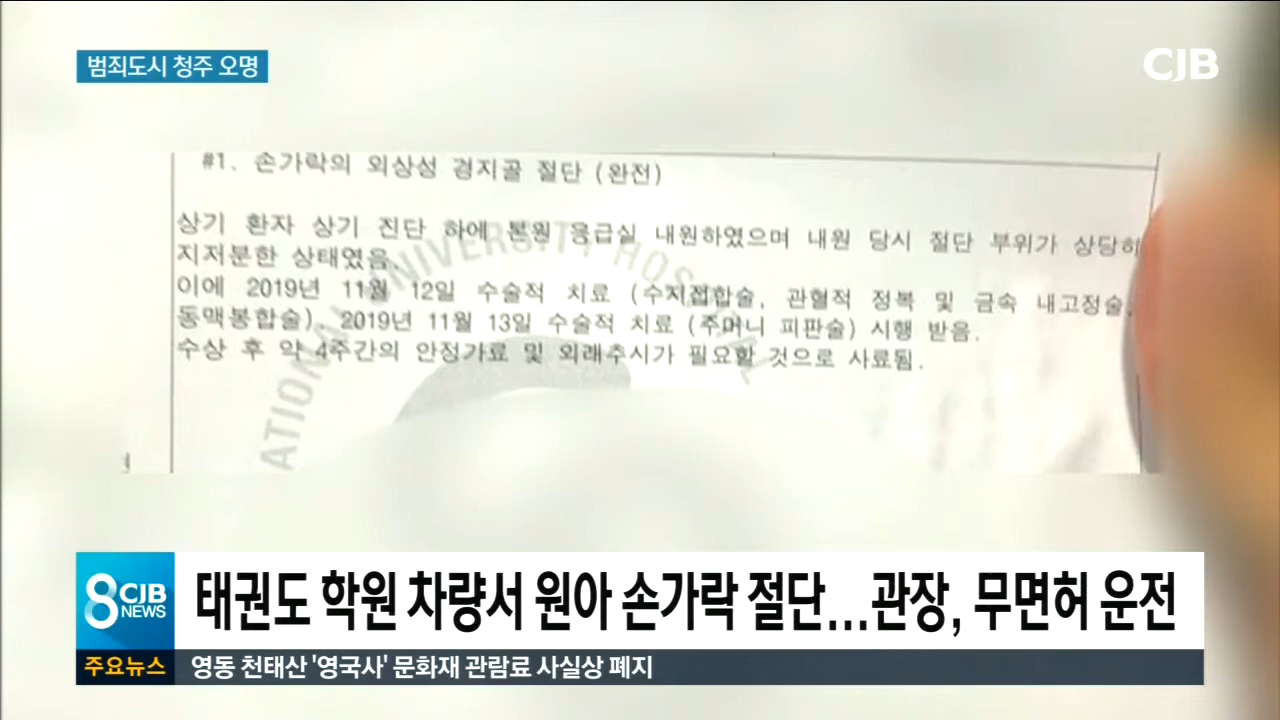 범죄도시 청주 오명
CJB
#1. 손가락의 외상성 경지골 절단 (완전)
상기 환자 상기 진단 하에 본원 응급실 내원하였으며 내원 당시 절단 부위가 상당히
지저분한 상태였음.
이에 2019년 11월 12일 수술적 치료 (수지접합술, 관혈적 정복 및 금속 내고정술,
동맥봉합술), 2019년 11월 13일 수술적 치료 (주머니 피판술) 시행 받음.
수상 후 약 4주간의 안정가료 및 외래추시가 필요할 것으로 사료됨.
ATIONAL UNIVERSITY HOSPITAL
8 CJB NEWS
태권도 학원 차량서 원아 손가락 절단...관장, 무면허 운전
주요뉴스 영동 천태산 '영국사' 문화재 관람료 사실상 폐지